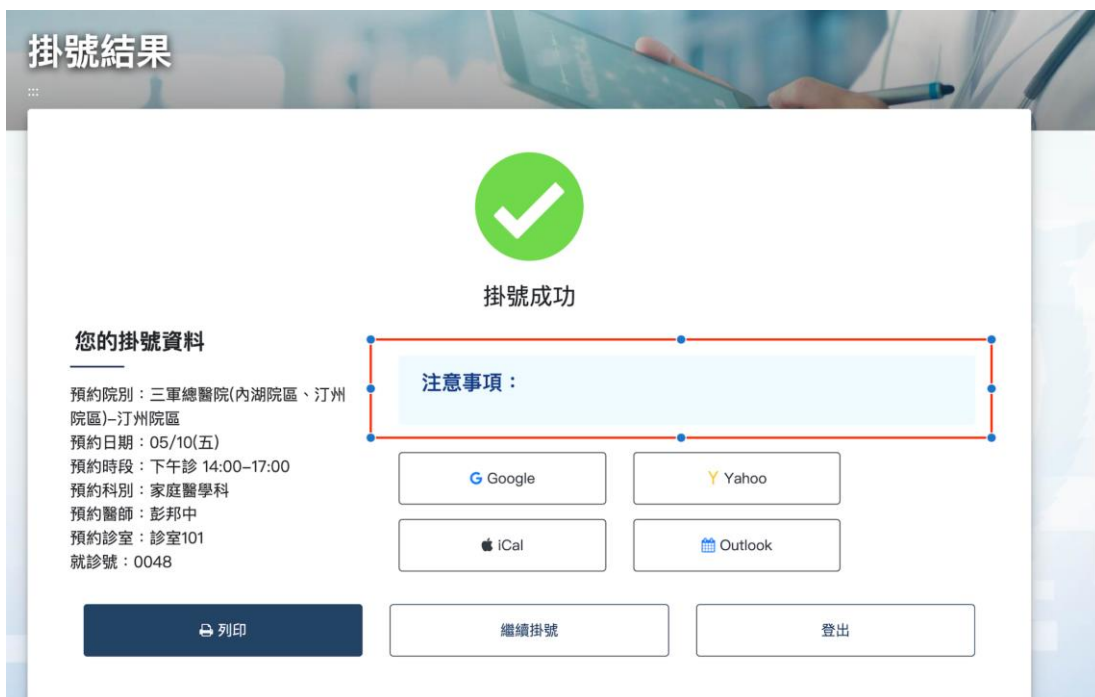 掛號結果
:::
掛號成功
您的掛號資料
預約院別：三軍總醫院(內湖院區、汀州
院區)–汀州院區
預約日期：05/10(五)
預約時段：下午診 14:00–17:00
預約科別：家庭醫學科
預約醫師：彭邦中
預約診室：診室101
就診號：0048
注意事項：
Google
Yahoo
iCal
Outlook
列印
繼續掛號
登出